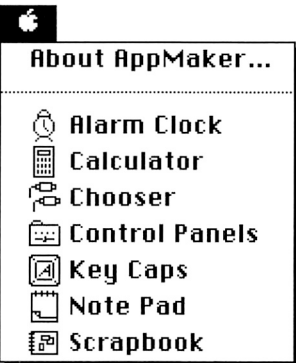 About AppMaker...
Alarm Clock
Calculator
Chooser
Control Panels
Key Caps
Note Pad
Scrapbook